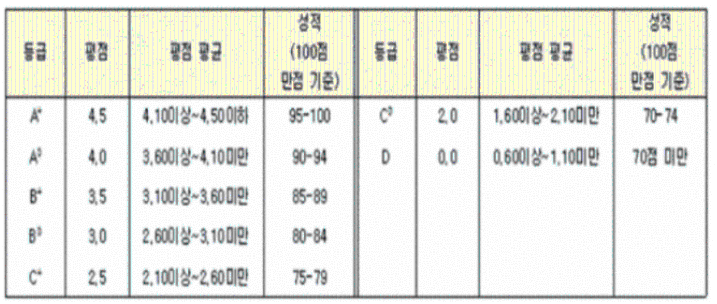 등급 평점 평점 평균 성적 (100점 만점 기준) 등급 평점 평점 평균 성적 (100점 만점 기준)
A+ 4.5 4.10이상~4.50이하 95-100 C0 2.0 1.60이상~2.10미만 70-74
A0 4.0 3.60이상~4.10미만 90-94 D 0.0 0.60이상~1.10미만 70점 미만
B+ 3.5 3.10이상~3.60미만 85-89
B0 3.0 2.60이상~3.10미만 80-84
C+ 2.5 2.10이상~2.60미만 75-79